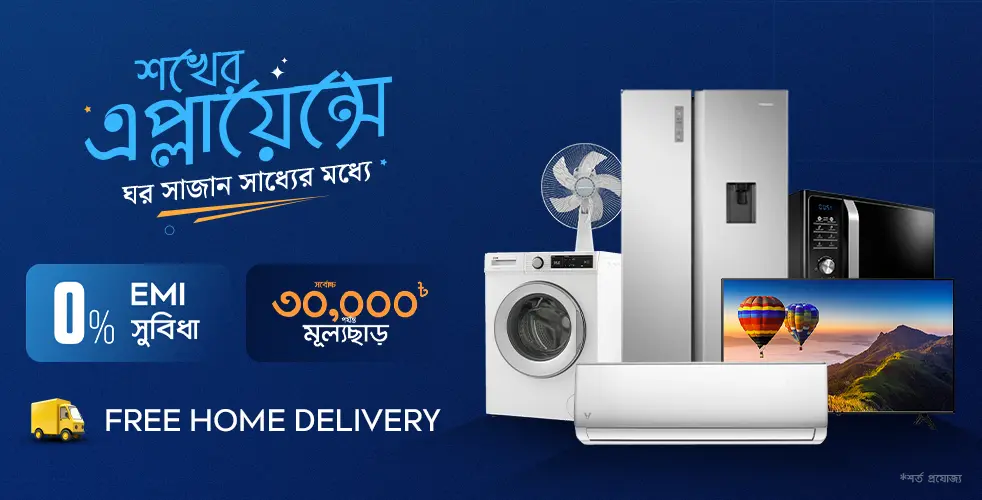 শখের
এপ্লায়েন্সে
ঘর সাজান সাধ্যের মধ্যে
0% EMI
সুবিধা
সর্বোচ্চ
৩০,০০০৳
পর্যন্ত
মূল্যছাড়
FREE HOME DELIVERY
*শর্ত প্রযোজ্য